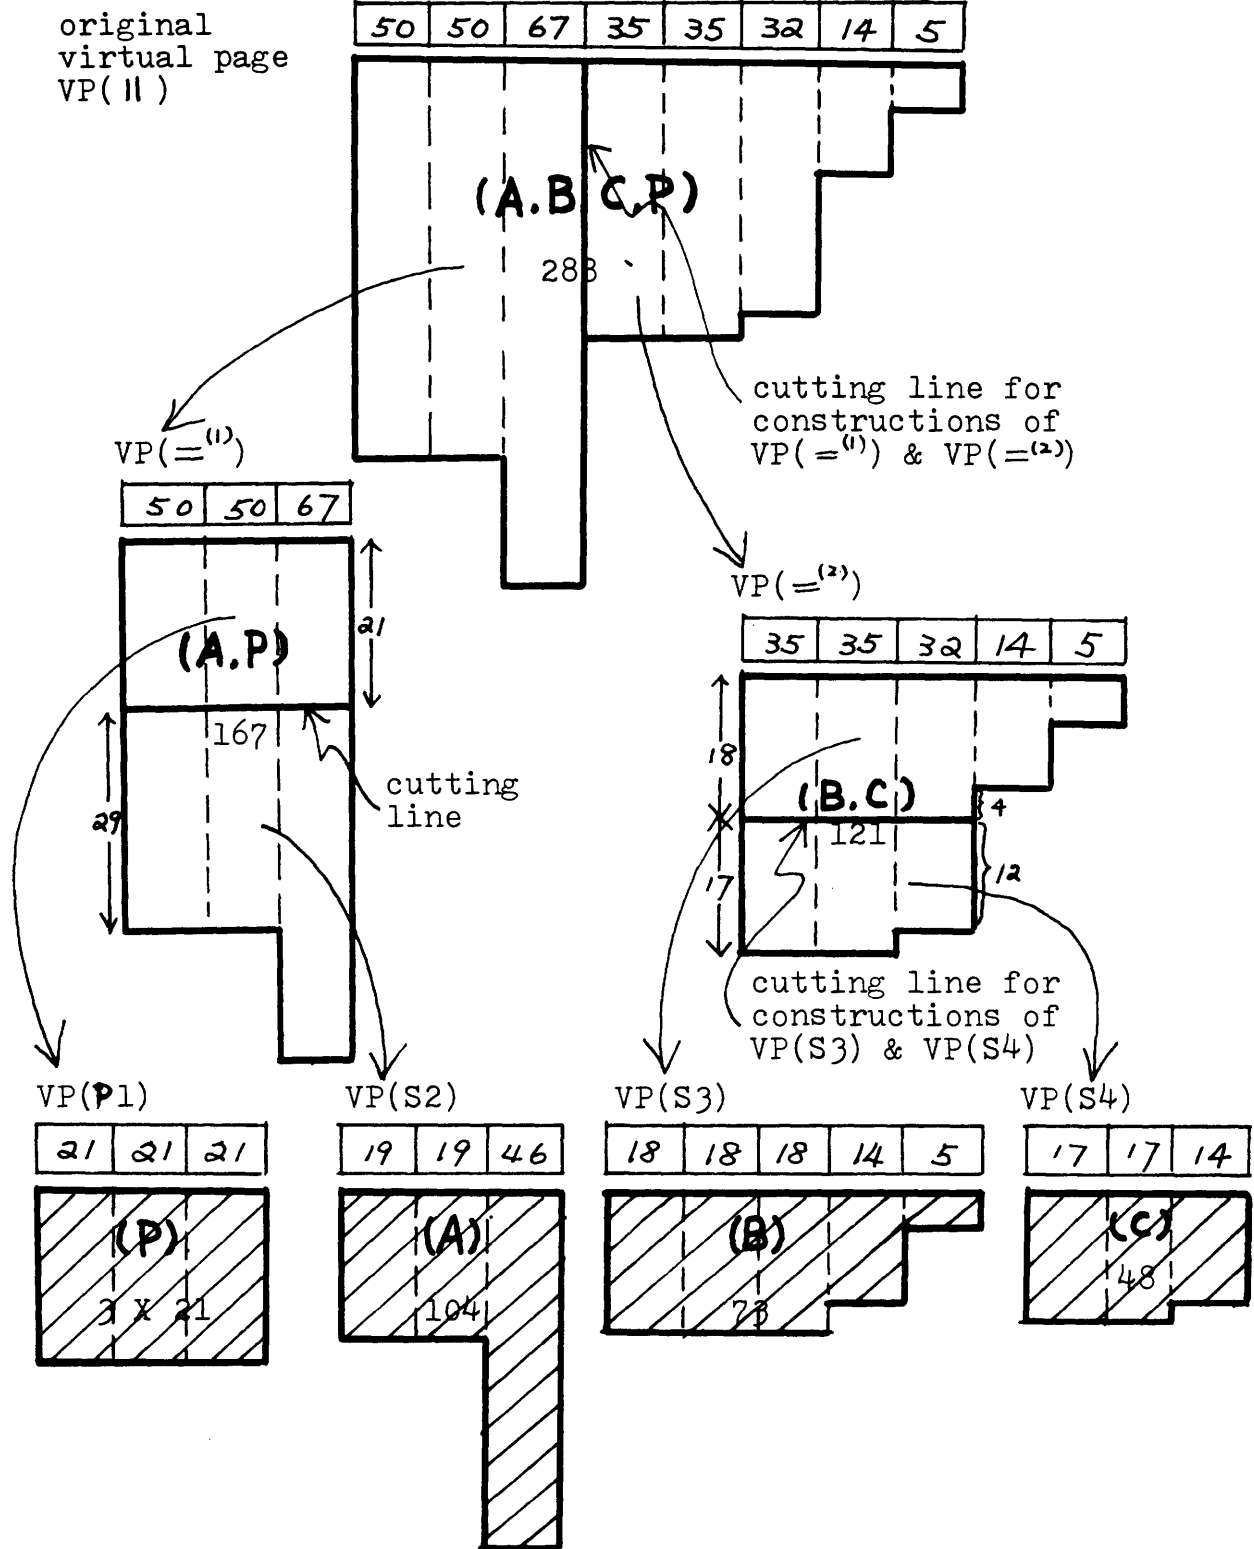 original
virtual page
VP(||)
50 50 67 35 35 32 14 5
(A.B C.P)
288
cutting line for
constructions of
VP(=(1)) & VP(=(2))
VP(=(1))
50 50 67
21
(A.P)
167
29
cutting
line
VP(=(2))
35 35 32 14 5
18
(B.C)
4
121
17
12
cutting line for
constructions of
VP(S3) & VP(S4)
VP(P1)
21 21 21
(P)
3 X 21
VP(S2)
19 19 46
(A)
104
VP(S3)
18 18 18 14 5
(B)
73
VP(S4)
17 17 14
(C)
48